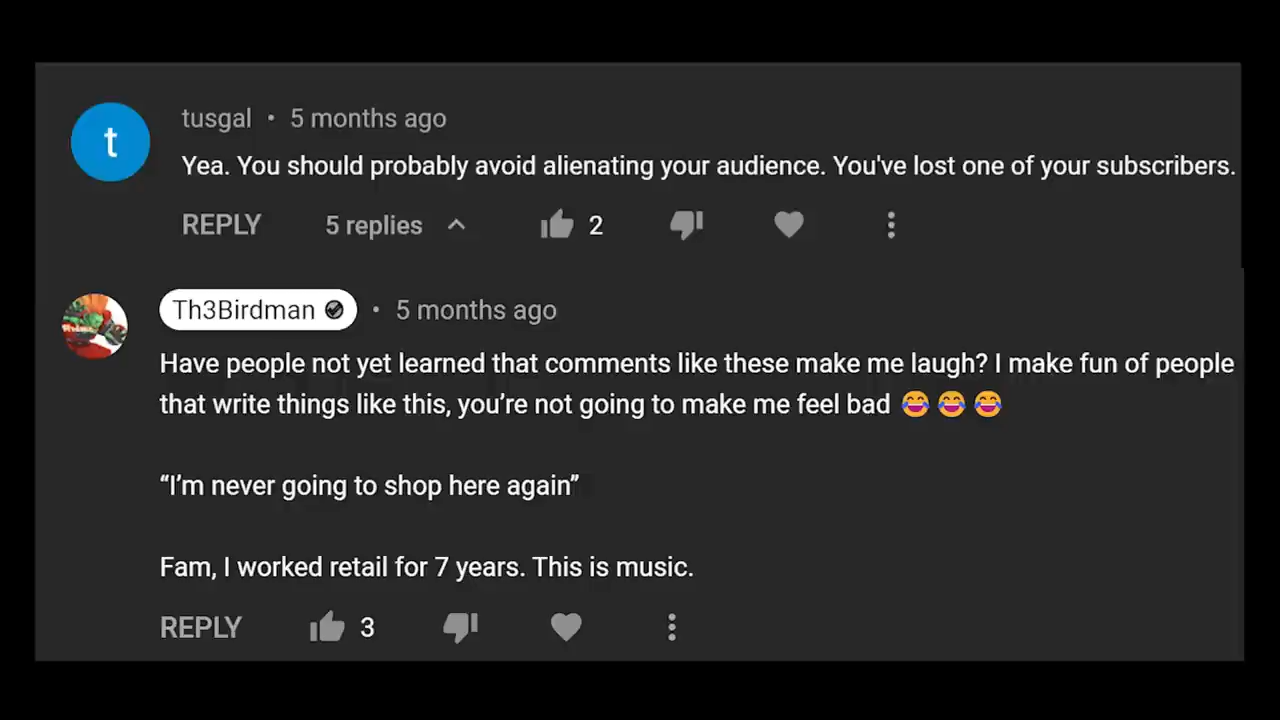 t
tusgal • 5 months ago
Yea. You should probably avoid alienating your audience. You've lost one of your subscribers.
REPLY 5 replies 2
Th3Birdman • 5 months ago
Have people not yet learned that comments like these make me laugh? I make fun of people
that write things like this, you’re not going to make me feel bad 😂😂😂
“I’m never going to shop here again”
Fam, I worked retail for 7 years. This is music.
REPLY 3